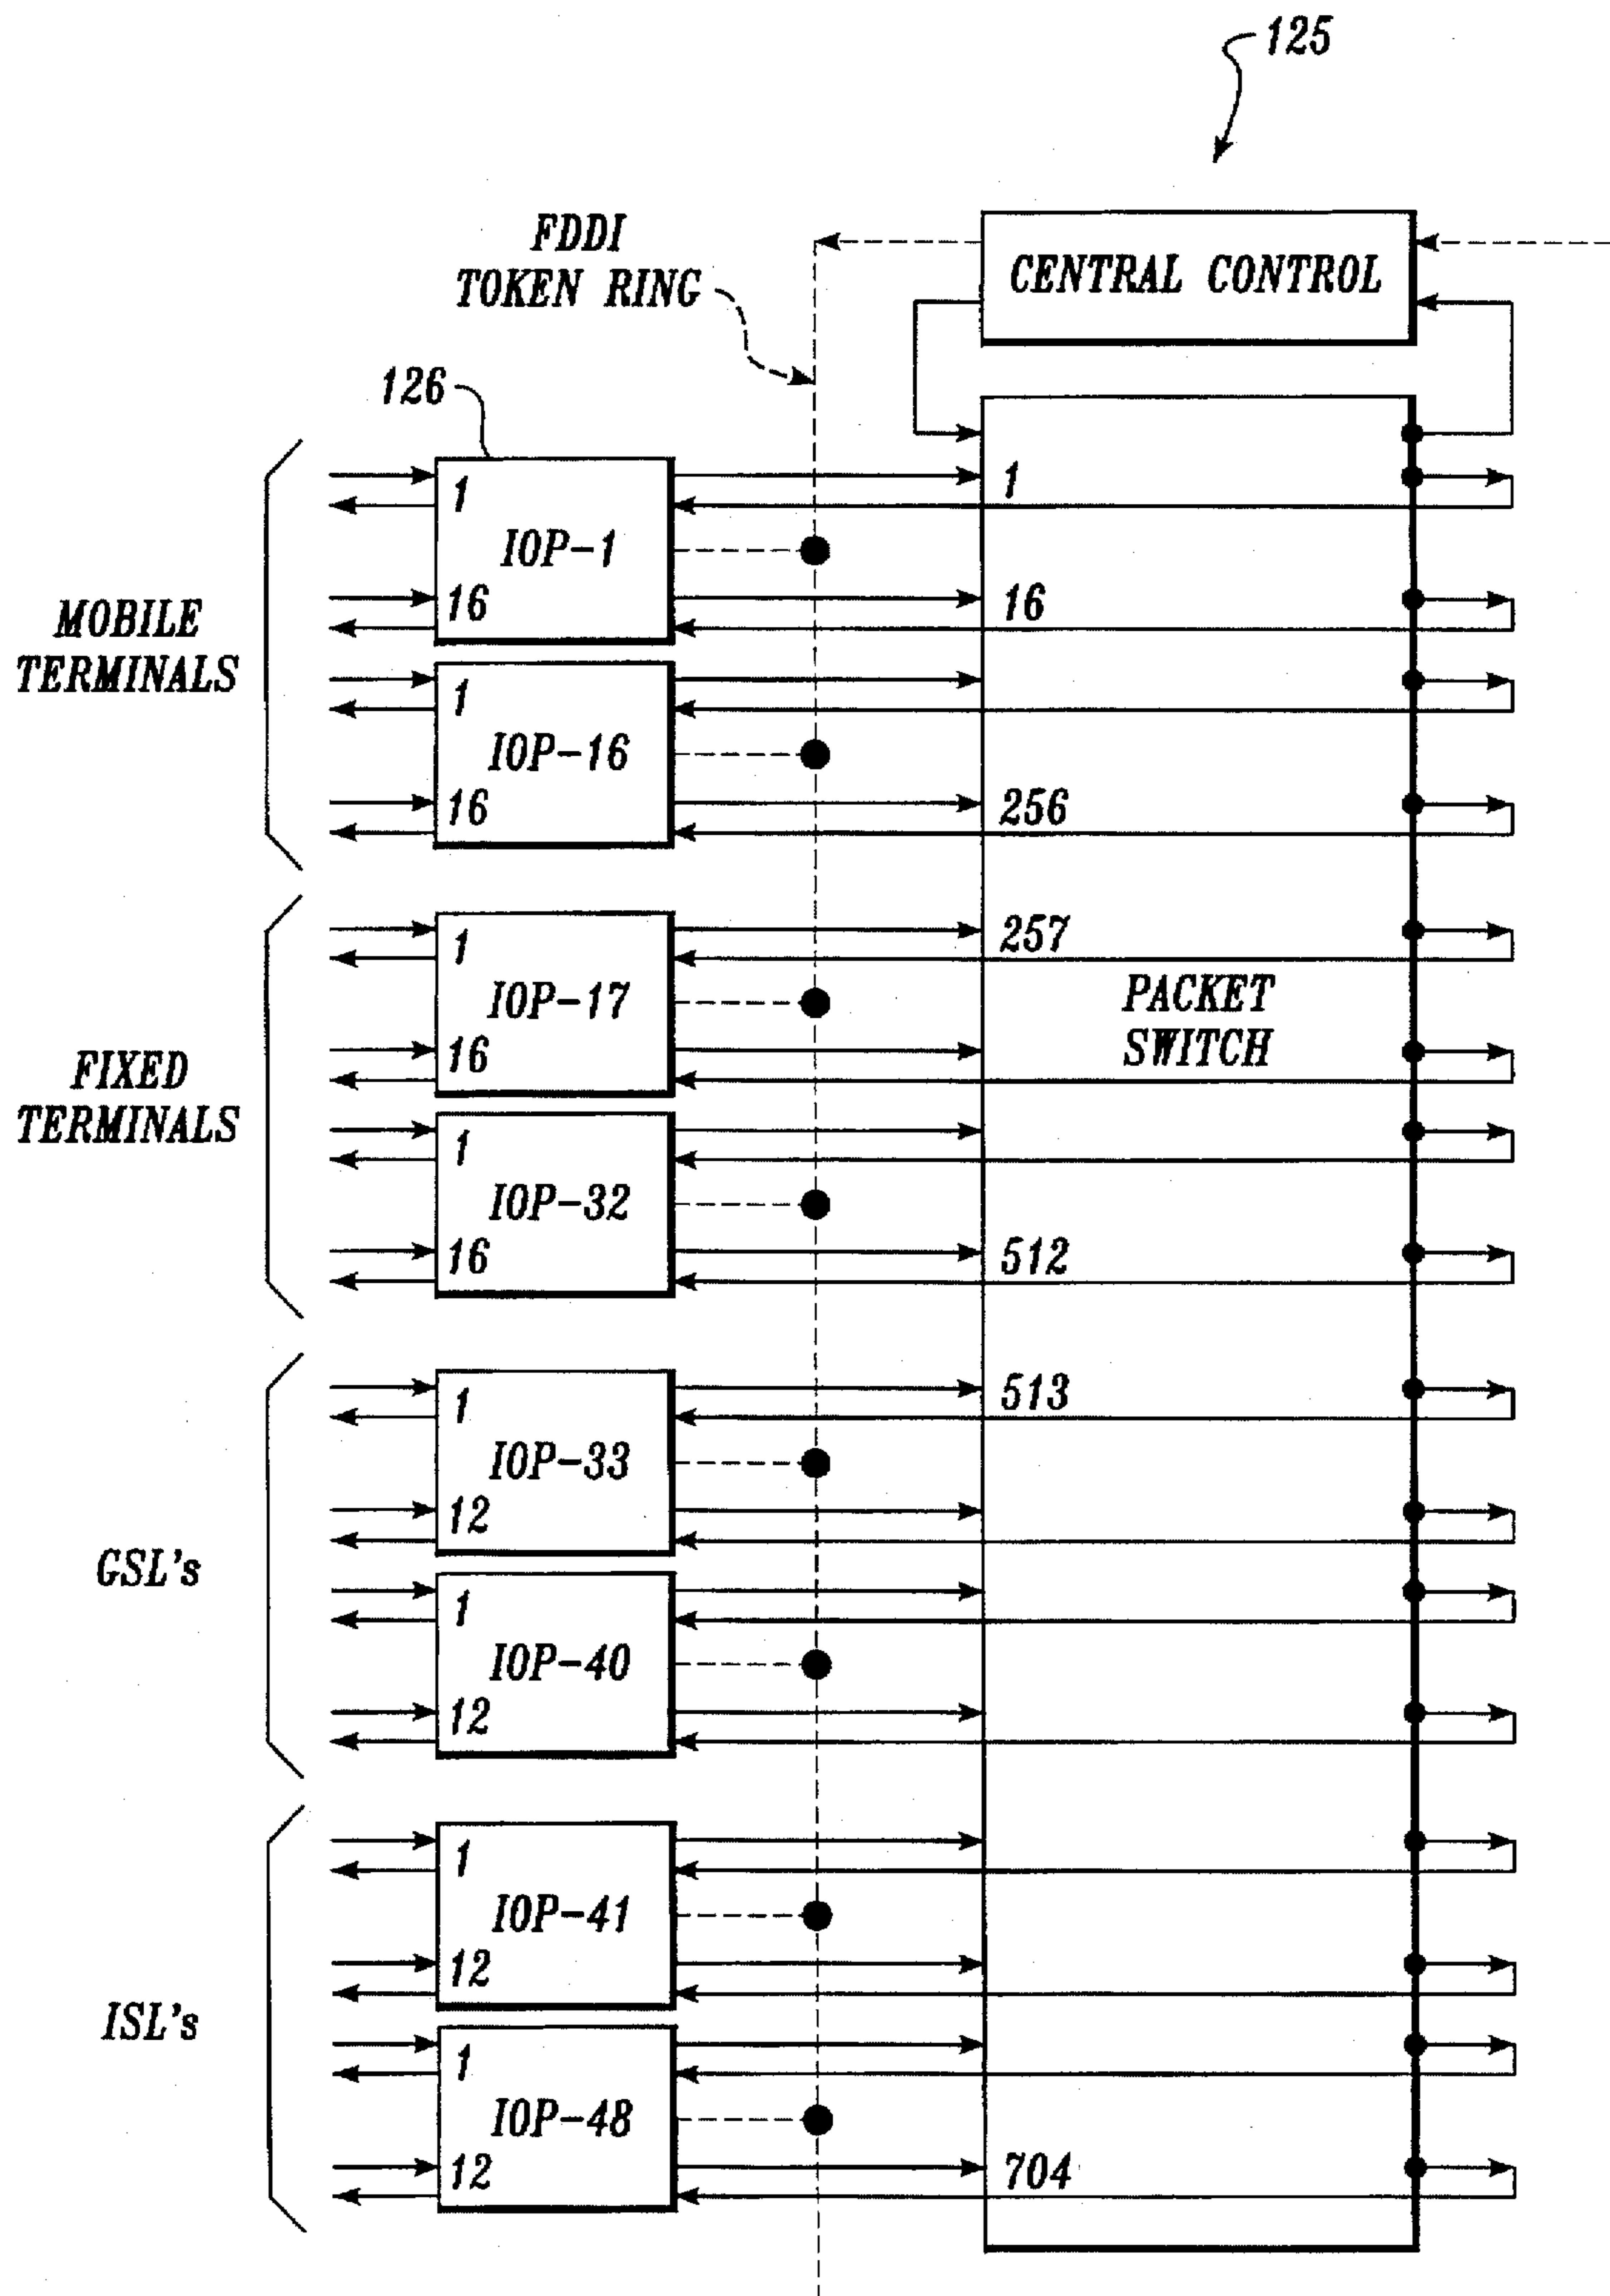 125
FDDI
TOKEN RING
CENTRAL CONTROL
126
1
1
IOP-1
16
16
MOBILE
TERMINALS
1
IOP-16
16
256
1
257
IOP-17
PACKET
SWITCH
16
FIXED
TERMINALS
1
IOP-32
16
512
1
513
IOP-33
12
GSL's
1
IOP-40
12
1
IOP-41
12
ISL's
1
IOP-48
12
704